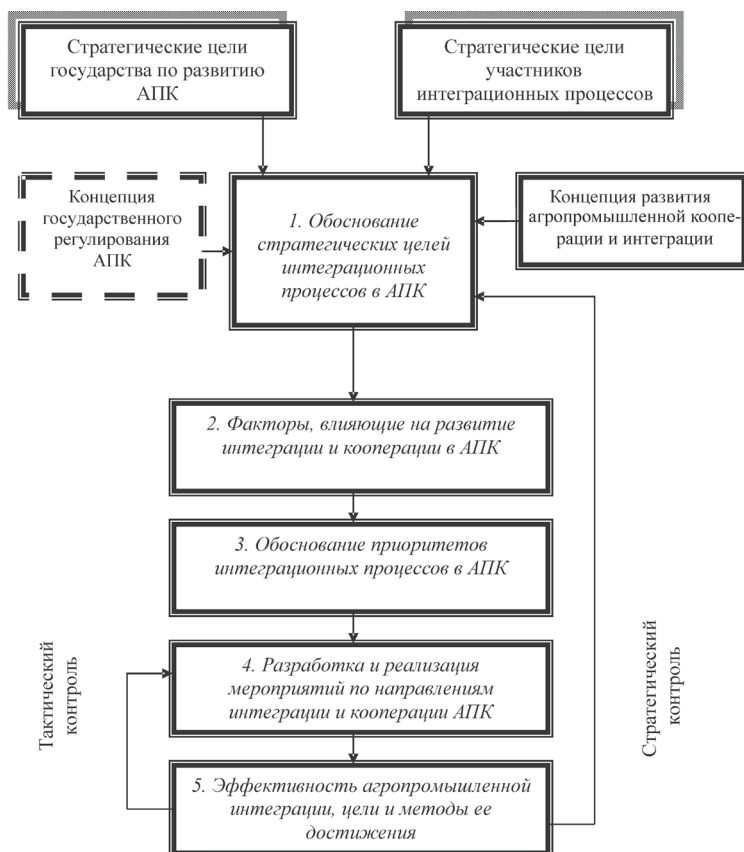 Стратегические цели
государства по развитию
АПК
Стратегические цели
участников
интеграционных процессов
Концепция
государственного
регулирования
АПК
1. Обоснование
стратегических целей
интеграционных
процессов в АПК
Концепция развития
агропромышленной коопе-
рации и интеграции
2. Факторы, влияющие на развитие
интеграции и кооперации в АПК
3. Обоснование приоритетов
интеграционных процессов в АПК
4. Разработка и реализация
мероприятий по направлениям
интеграции и кооперации АПК
5. Эффективность агропромышленной
интеграции, цели и методы ее
достижения
Тактический
контроль
Стратегический
контроль